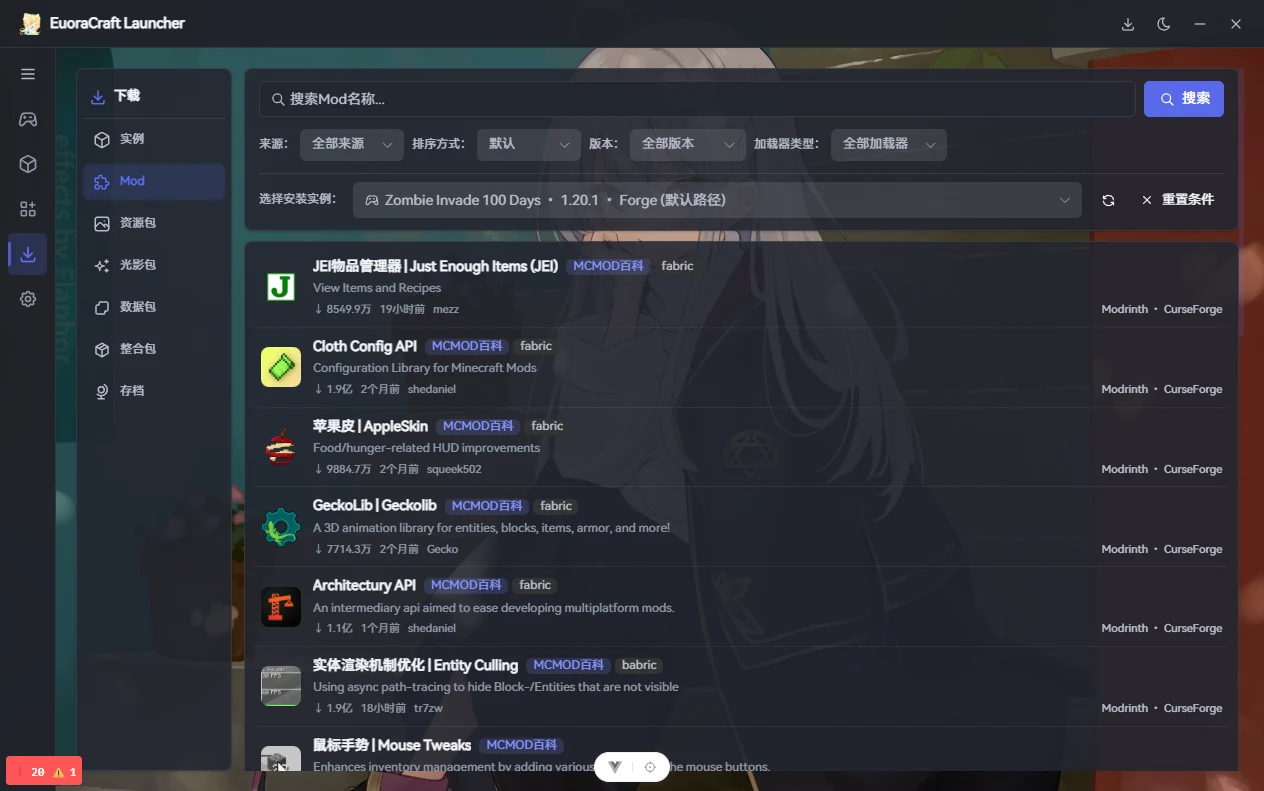 EuoraCraft Launcher
下载
实例
Mod
资源包
光影包
数据包
整合包
存档
effects by Flaphor
搜索Mod名称...
搜索
来源: 全部来源 排序方式: 默认 版本: 全部版本 加载器类型: 全部加载器
选择安装实例: Zombie Invade 100 Days • 1.20.1 • Forge (默认路径) 重置条件
JEI物品管理器 | Just Enough Items (JEI) MCMOD百科 fabric
View Items and Recipes
↓ 8549.9万 19小时前 mezz
Modrinth • CurseForge
Cloth Config API MCMOD百科 fabric
Configuration Library for Minecraft Mods
↓ 1.9亿 2个月前 shedaniel
Modrinth • CurseForge
苹果皮 | AppleSkin MCMOD百科 fabric
Food/hunger-related HUD improvements
↓ 9884.7万 2个月前 squeek502
Modrinth • CurseForge
GeckoLib | Geckolib MCMOD百科 fabric
A 3D animation library for entities, blocks, items, armor, and more!
↓ 7714.3万 2个月前 Gecko
Modrinth • CurseForge
Architectury API MCMOD百科 fabric
An intermediary api aimed to ease developing multiplatform mods.
↓ 1.1亿 1个月前 shedaniel
Modrinth • CurseForge
实体渲染机制优化 | Entity Culling MCMOD百科 babric
Using async path-tracing to hide Block-/Entities that are not visible
↓ 1.9亿 18小时前 tr7zw
Modrinth • CurseForge
鼠标手势 | Mouse Tweaks MCMOD百科
Enhances inventory management by adding various he mouse buttons.
20 1